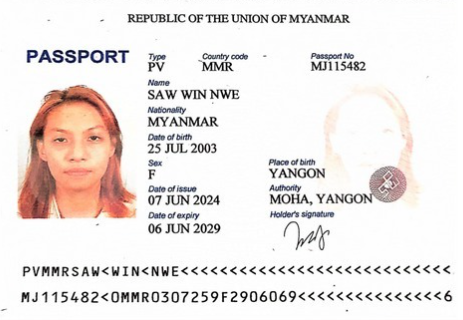 REPUBLIC OF THE UNION OF MYANMAR
PASSPORT
Type Country code Passport No
PV MMR MJ115482
Name
SAW WIN NWE
Nationality
MYANMAR
Date of birth
25 JUL 2003
Sex Place of birth
F YANGON
Date of issue Authority
07 JUN 2024 MOHA, YANGON
Date of expiry Holder's signature
06 JUN 2029
PVMMRSAW<WIN<NWE<<<<<<<<<<<<<<<<<<<<<<<<<<<<
MJ115482<0MMR0307259F2906069<<<<<<<<<<<<<<<6